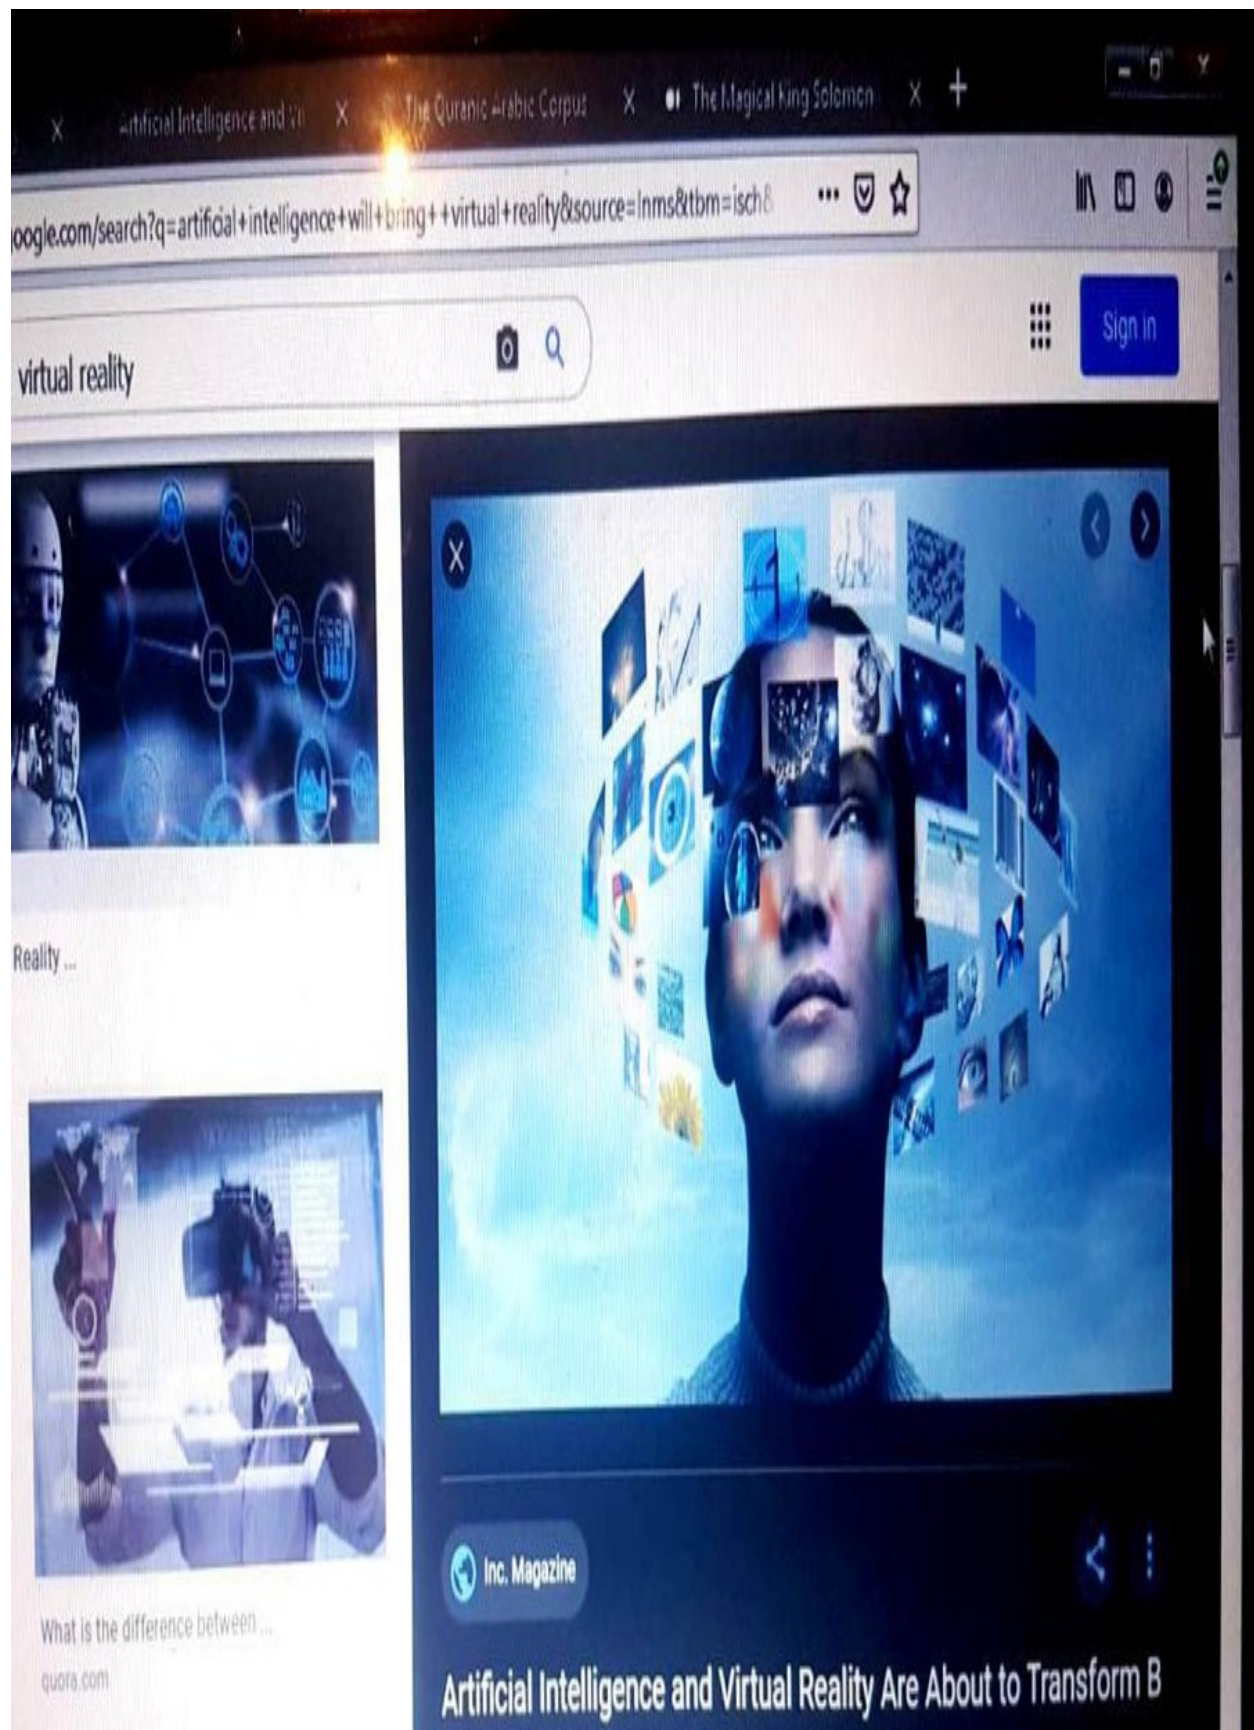 Artificial Intelligence and
The Quranic Arabic Corpus
The Magical King Solomon
oogle.com/search?q=artificial+intelligence+will+bring++virtual+reality&source=lnms&tbm=isch&
virtual reality
Sign in
Reality ...
What is the difference between ...
quora.com
Inc. Magazine
Artificial Intelligence and Virtual Reality Are About to Transform B